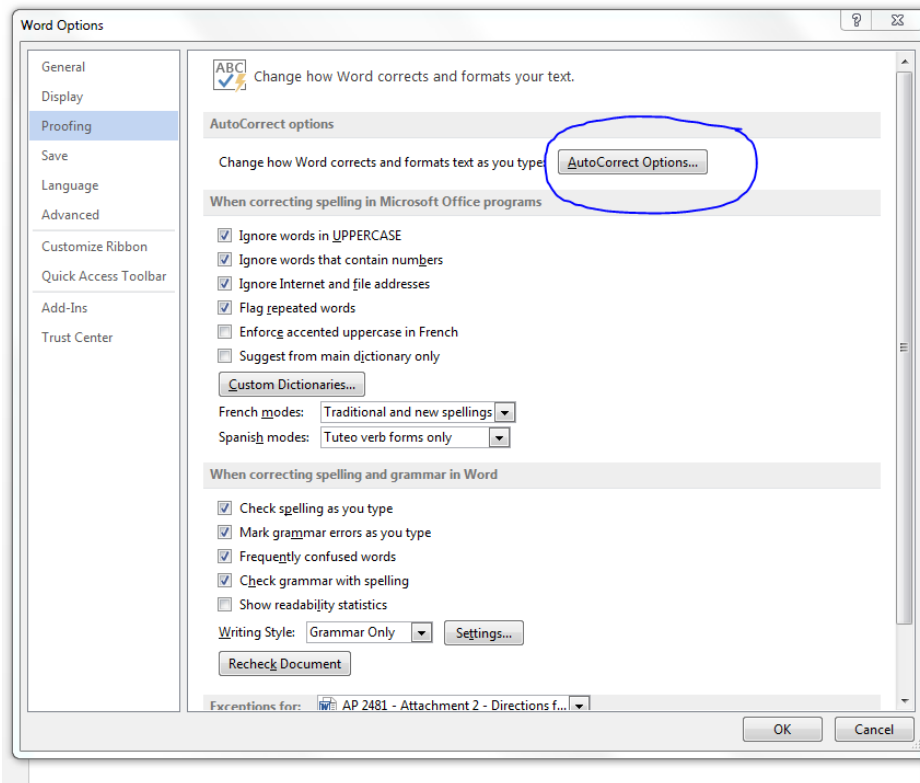 Word Options
General
Display
Proofing
Save
Language
Advanced
Customize Ribbon
Quick Access Toolbar
Add-Ins
Trust Center
ABC
Change how Word corrects and formats your text.
AutoCorrect options
Change how Word corrects and formats text as you type:
AutoCorrect Options...
When correcting spelling in Microsoft Office programs
Ignore words in UPPERCASE
Ignore words that contain numbers
Ignore Internet and file addresses
Flag repeated words
Enforce accented uppercase in French
Suggest from main dictionary only
Custom Dictionaries...
French modes: Traditional and new spellings
Spanish modes: Tuteo verb forms only
When correcting spelling and grammar in Word
Check spelling as you type
Mark grammar errors as you type
Frequently confused words
Check grammar with spelling
Show readability statistics
Writing Style: Grammar Only Settings...
Recheck Document
Exceptions for: AP 2481 - Attachment 2 - Directions f...
OK Cancel